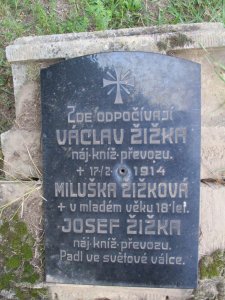 Zde odpočívají
VÁCLAV ŽIŽKA
náj. kníž. převozu.
+ 17/2 1914
MILUŠKA ŽIŽKOVÁ
+ v mladém věku 18 let.
JOSEF ŽIŽKA
náj. kníž. převozu.
Padl ve světové válce.